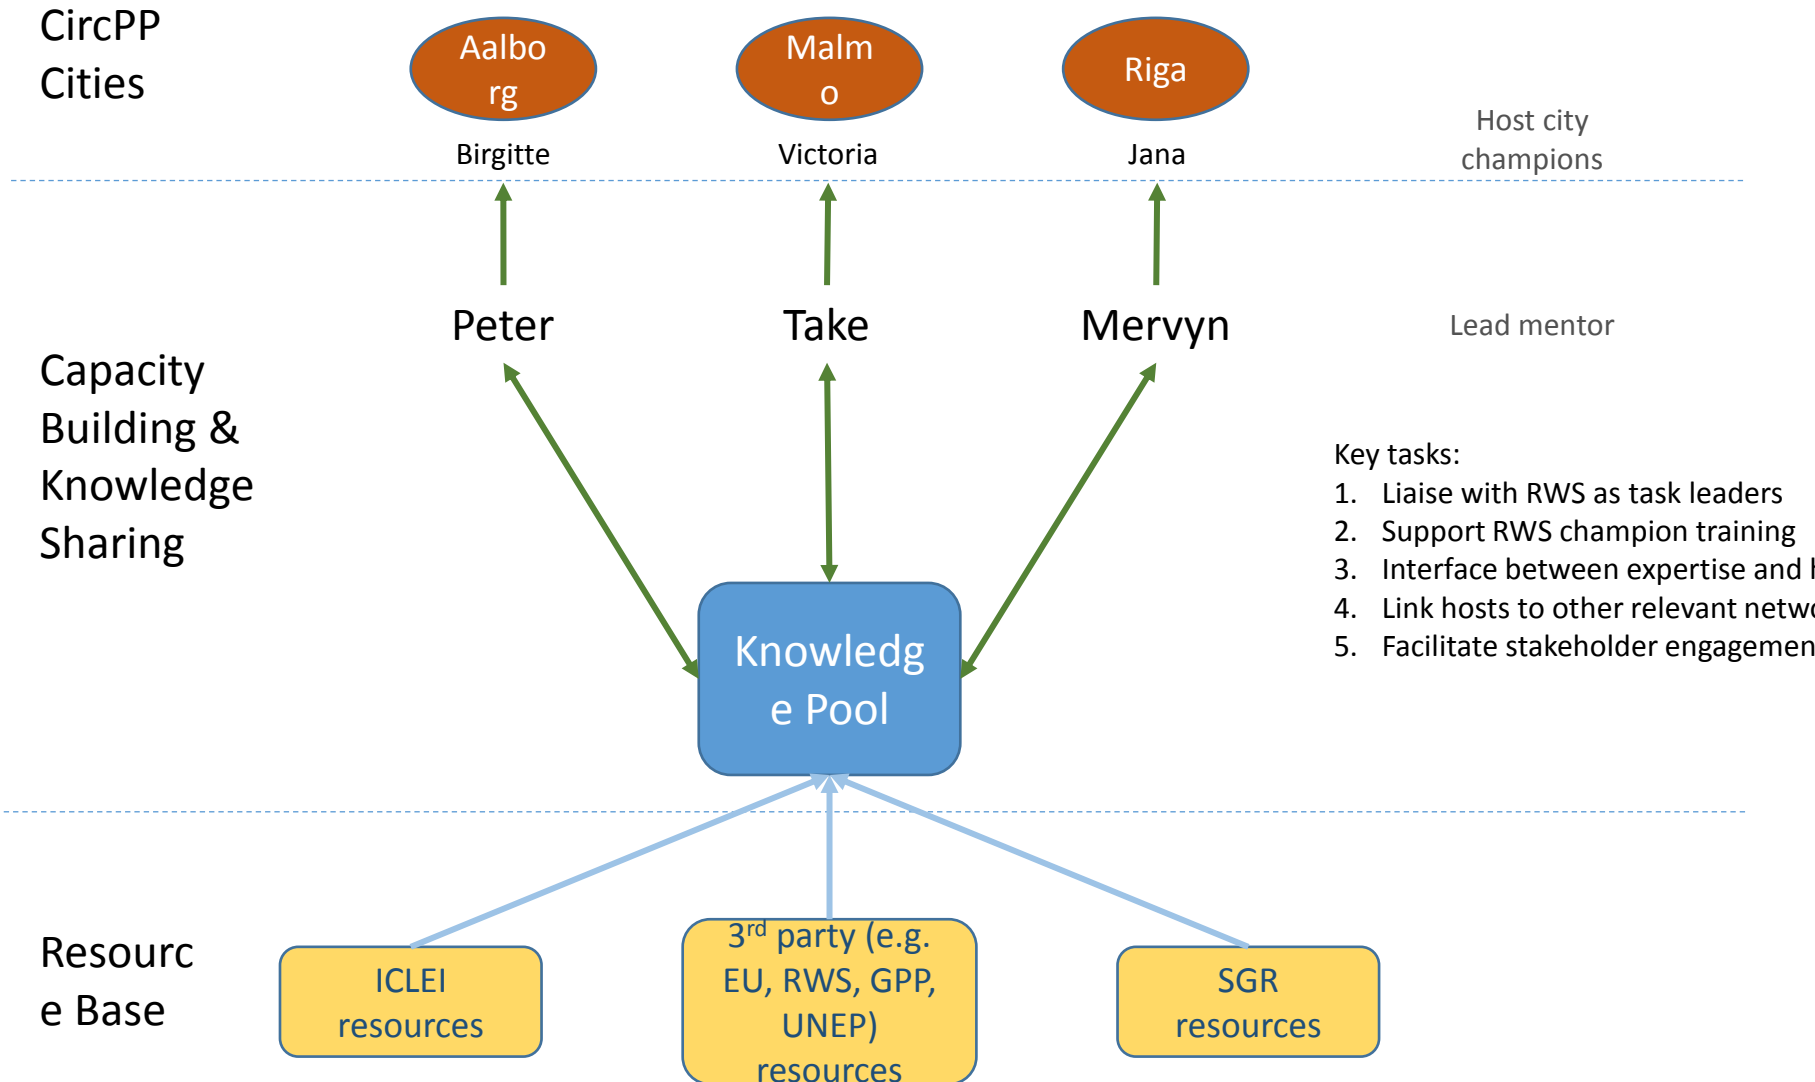 CircPP
Cities
Aalbo
rg
Malm
o
Riga
Birgitte
Victoria
Jana
Host city
champions
Peter
Take
Mervyn
Lead mentor
Capacity
Building &
Knowledge
Sharing
Key tasks:
1. Liaise with RWS as task leaders
2. Support RWS champion training
3. Interface between expertise and
4. Link hosts to other relevant
5. Facilitate stakeholder
Knowledg
e Pool
Resourc
e Base
ICLEI
resources
3rd party (e.g.
EU, RWS, GPP,
UNEP)
resources
SGR
resources